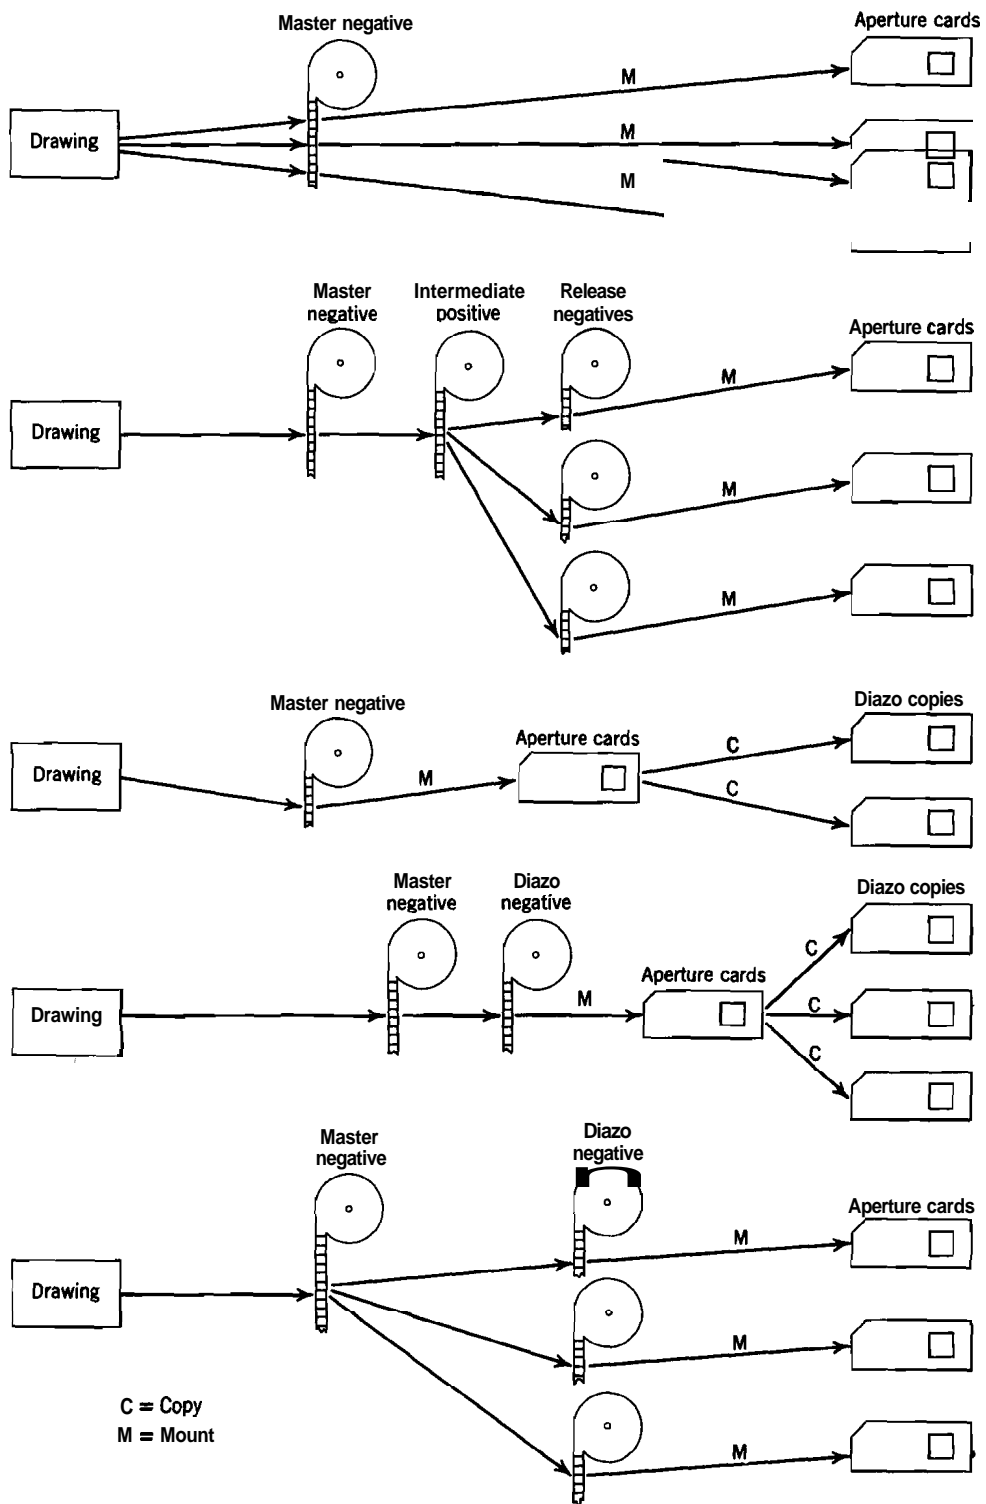 Master negative
Aperture cards
Drawing
M
M
M
Master
negative
Intermediate
positive
Release
negatives
Aperture cards
Drawing
M
M
M
Master negative
Aperture cards
Diazo copies
Drawing
M
C
C
Master
negative
Diazo
negative
Aperture cards
Diazo copies
Drawing
M
C
C
C
Master
negative
Diazo
negative
Aperture cards
Drawing
M
M
M
C = Copy
M = Mount